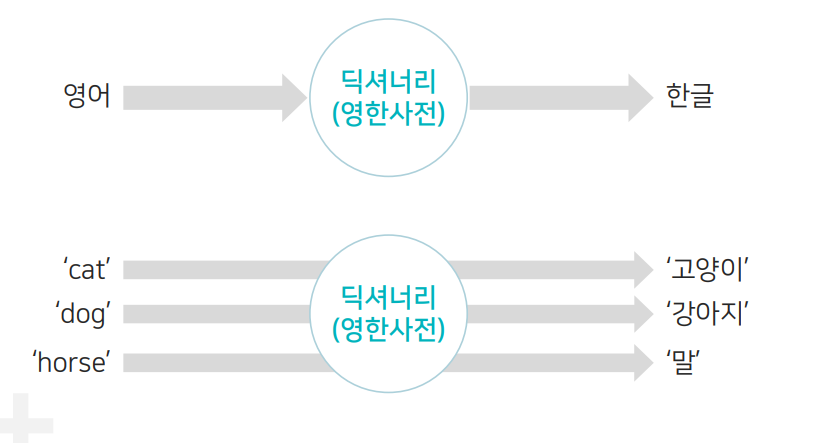 영어 딕셔너리 한글
(영한사전)
'cat' '고양이'
딕셔너리
'dog' '강아지'
(영한사전)
'horse' '말'